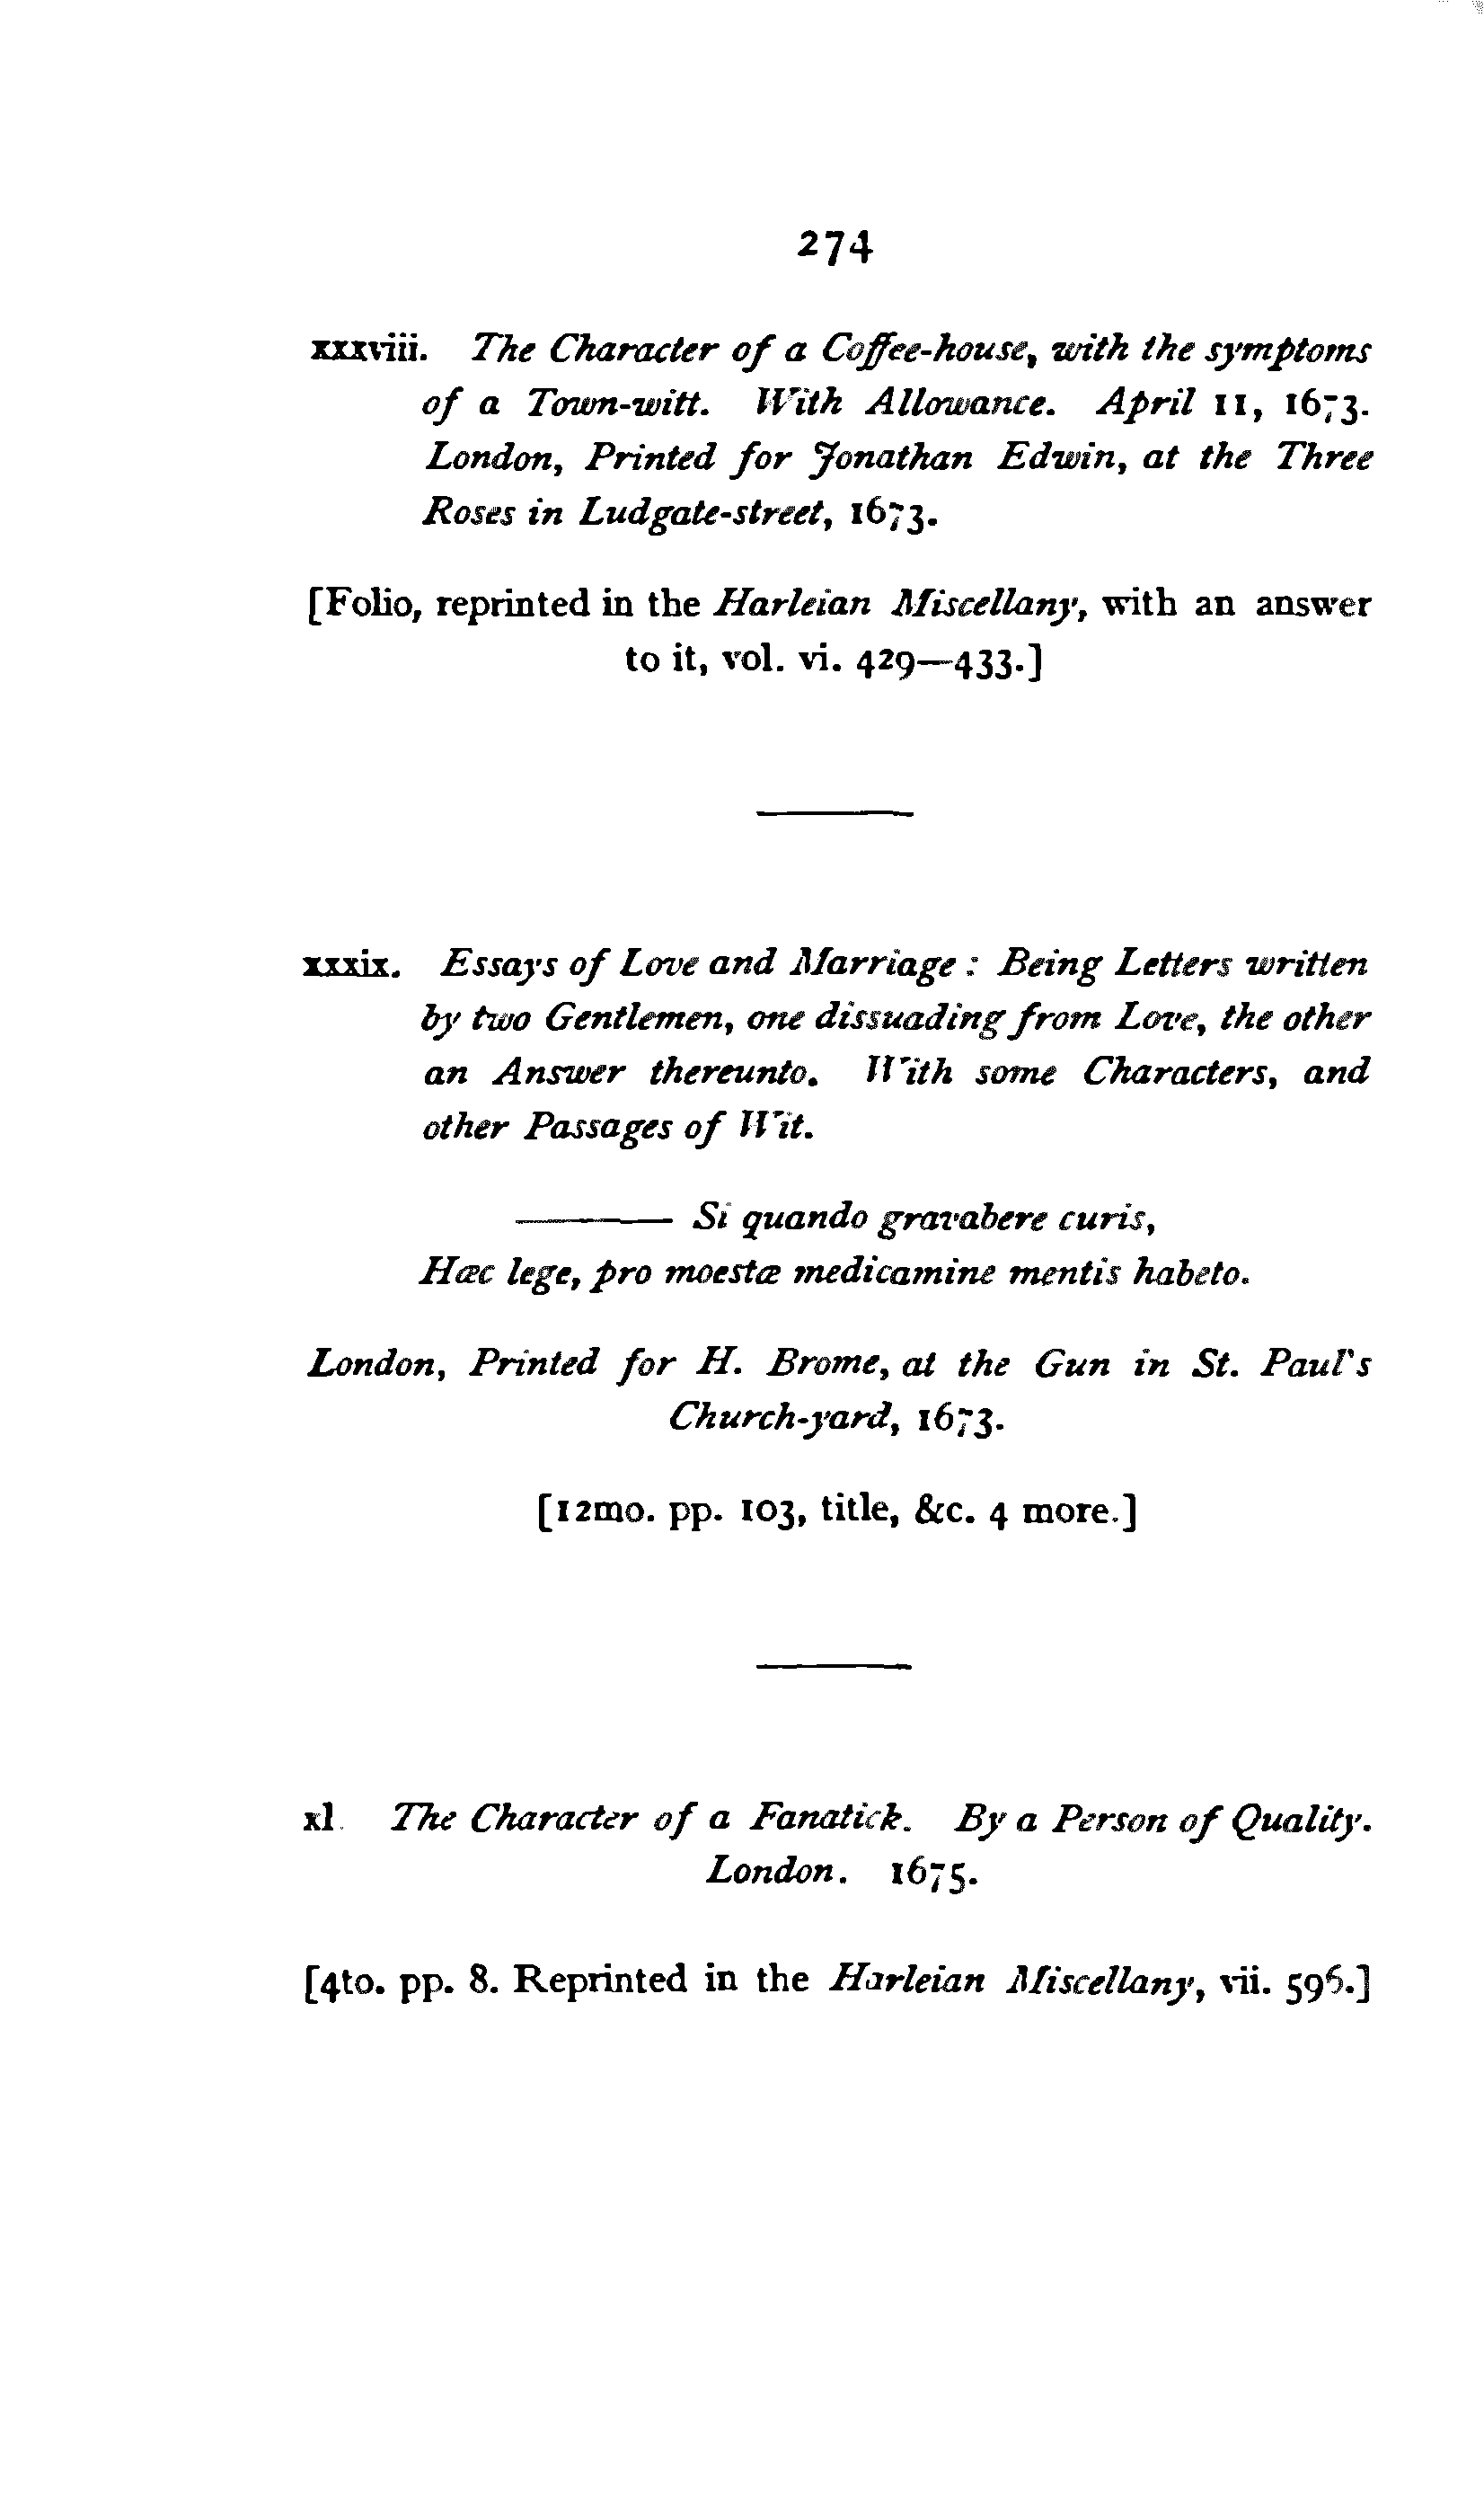 274
xxxviii. The Character of a Coffee-house, with the symptoms
of a Town-witt. With Allowance. April 11, 1673.
London, Printed for Jonathan Edwin, at the Three
Roses in Ludgate-street, 1673.
[Folio, reprinted in the Harleian Miscellany, with an answer
to it, vol. vi. 429—433.]
xxxix. Essays of Love and Marriage : Being Letters written
by two Gentlemen, one dissuading from Love, the other
an Answer thereunto. With some Characters, and
other Passages of Wit.
——— Si quando gravabere curis,
Hæc lege, pro moestæ medicamine mentis habeto.
London, Printed for H. Brome, at the Gun in St. Paul's
Church-yard, 1673.
[12mo. pp. 103, title, &c. 4 more.]
xl. The Character of a Fanatick. By a Person of Quality.
London. 1675.
[4to. pp. 8. Reprinted in the Harleian Miscellany, vii. 596.]